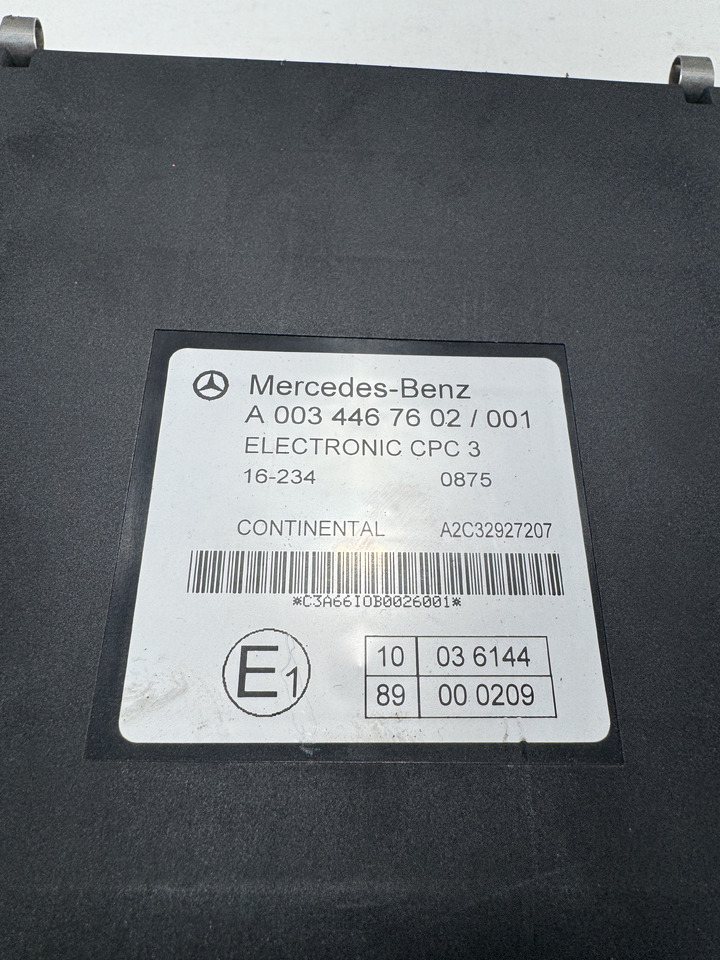 Mercedes-Benz
A 003 446 76 02 / 001
ELECTRONIC CPC 3
16-234 0875
CONTINENTAL A2C32927207
*C3A66IOB0026001*
E1
10 03 6144
89 00 0209